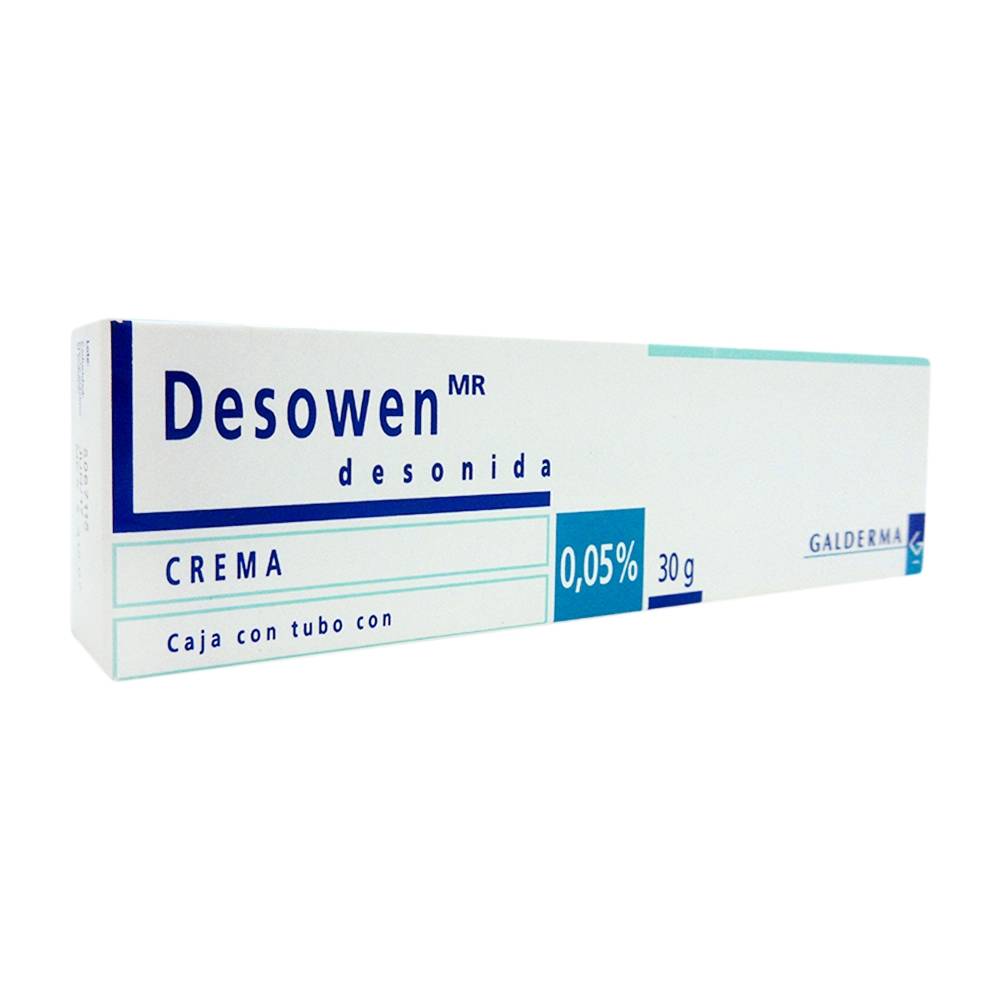 Desowen MR
desonida
CREMA
0,05%
30 g
Caja con tubo con
GALDERMA